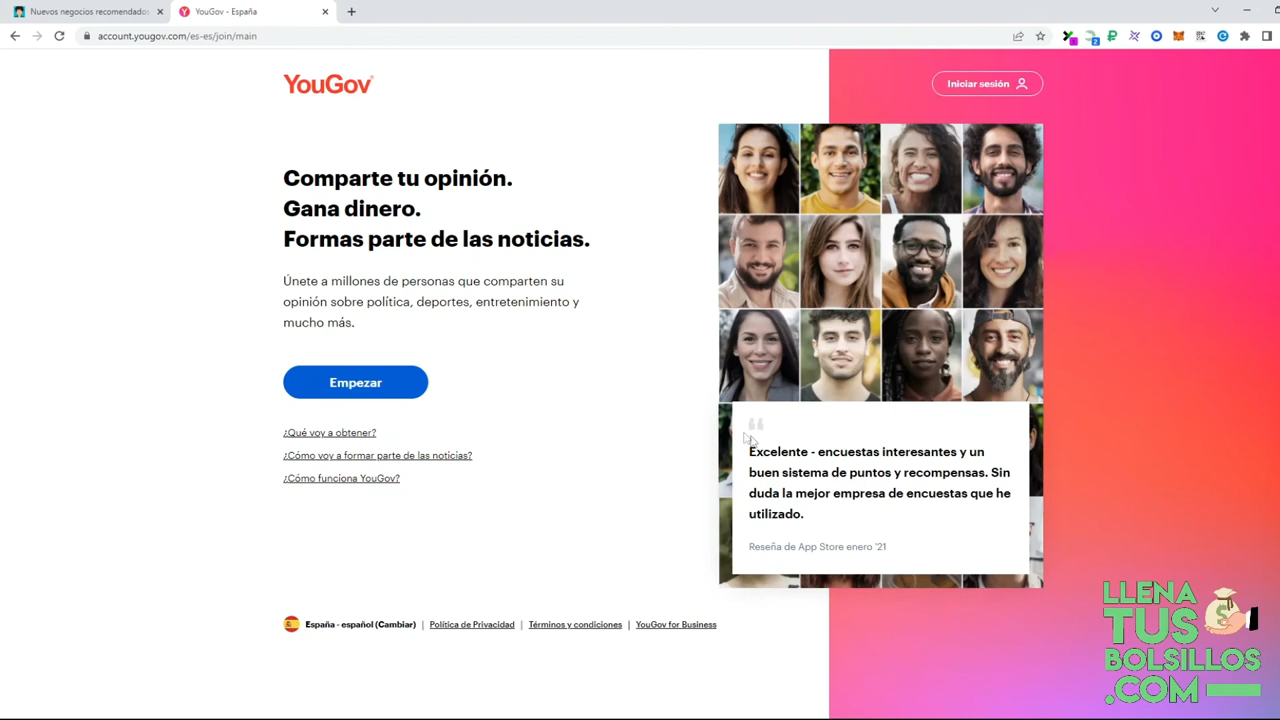 Nuevos negocios recomendados
YouGov - España
account.yougov.com/es-es/join/main
YouGov
Iniciar sesión
Comparte tu opinión.
Gana dinero.
Formas parte de las noticias.
Únete a millones de personas que comparten su
opinión sobre política, deportes, entretenimiento y
mucho más.
Empezar
¿Qué voy a obtener?
¿Cómo voy a formar parte de las noticias?
¿Cómo funciona YouGov?
Excelente - encuestas interesantes y un
buen sistema de puntos y recompensas. Sin
duda la mejor empresa de encuestas que he
utilizado.
Reseña de App Store enero '21
España - español (Cambiar) | Política de Privacidad | Términos y condiciones | YouGov for Business
LLENA
TUS
BOLSILLOS
.COM